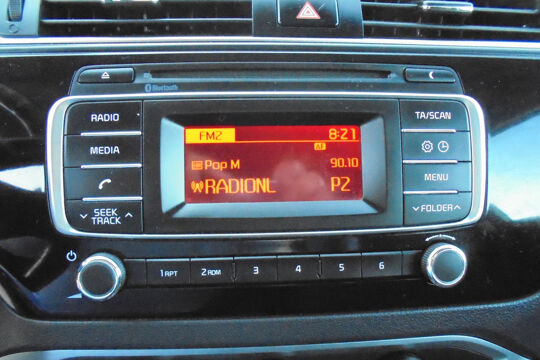 Bluetooth
RADIO
MEDIA
SEEK
TRACK
FM2 8:21
AF
Pop M 90.10
RADIONL P2
TA/SCAN
MENU
FOLDER
1 RPT 2 RDM 3 4 5 6